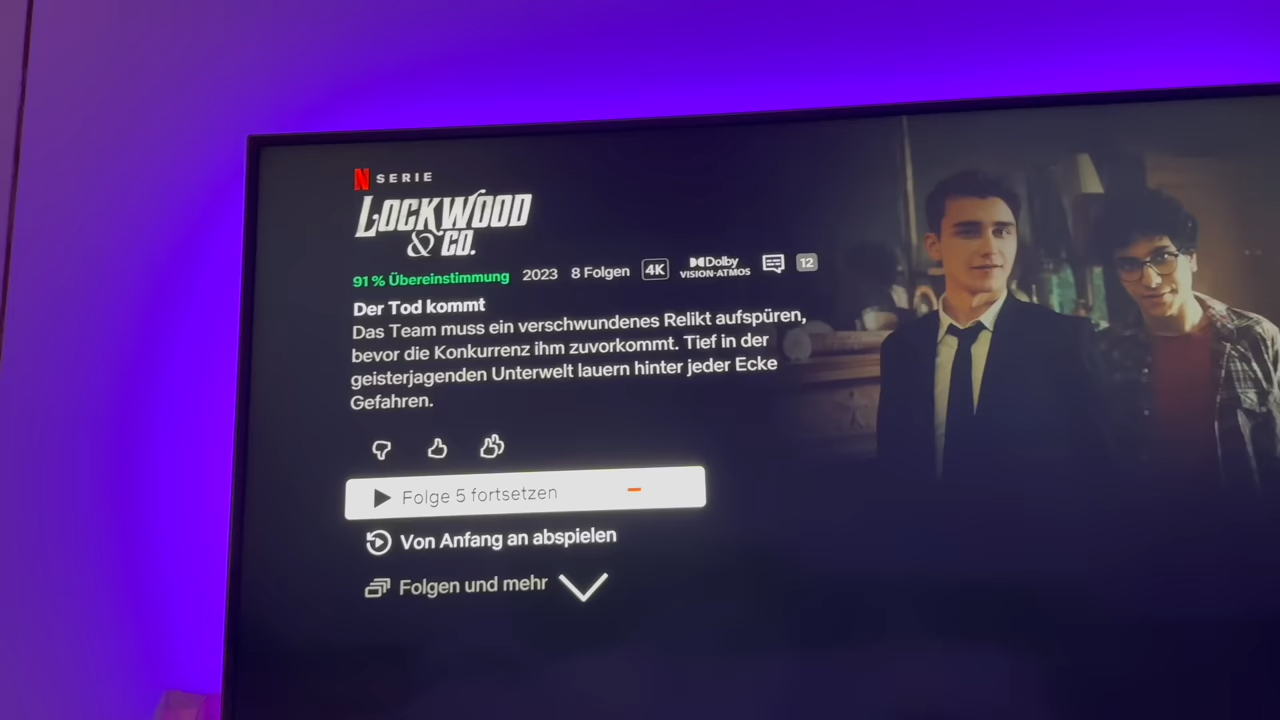 N SERIE
LOCKWOOD
& CO.
91 % Übereinstimmung 2023 8 Folgen 4K Dolby VISION·ATMOS 12
Der Tod kommt
Das Team muss ein verschwundenes Relikt aufspüren,
bevor die Konkurrenz ihm zuvorkommt. Tief in der
geisterjagenden Unterwelt lauern hinter jeder Ecke
Gefahren.
Folge 5 fortsetzen
Von Anfang an abspielen
Folgen und mehr